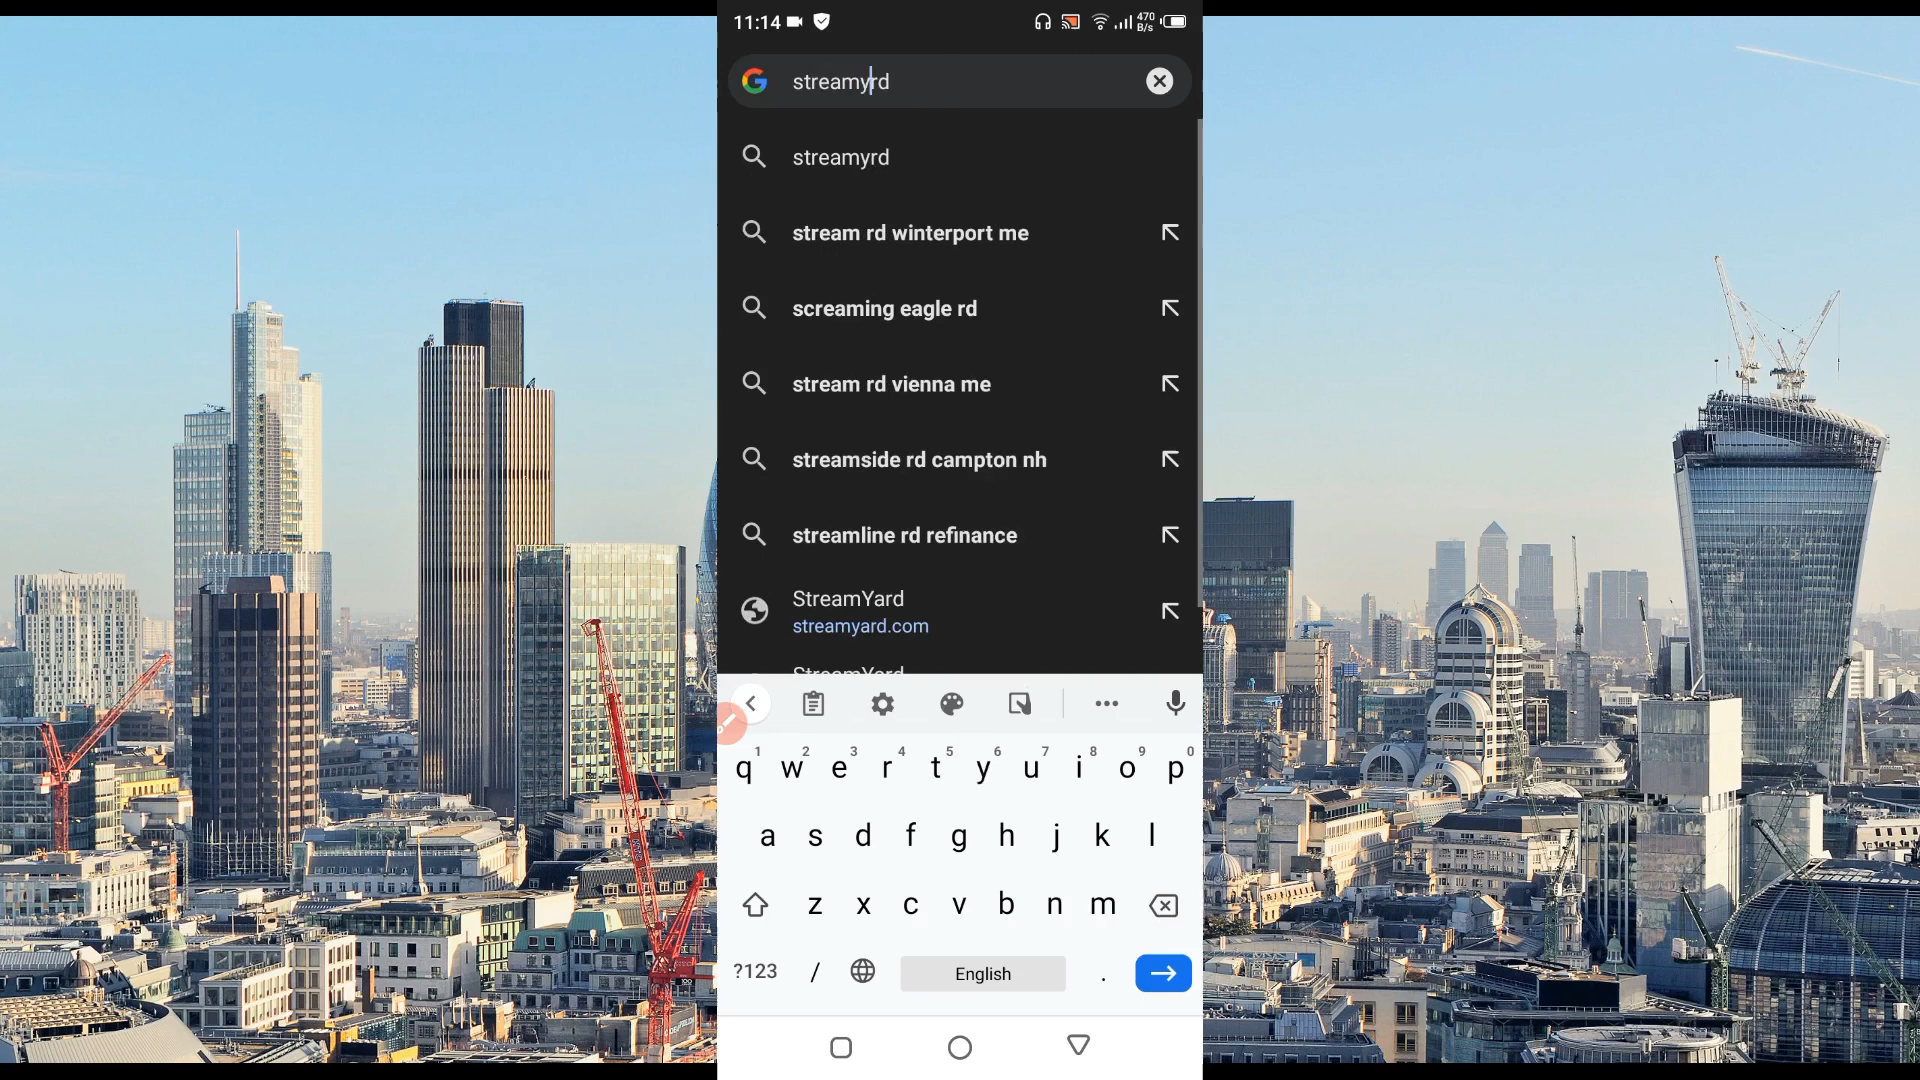 11:14
470
B/s
streamyrd
streamyrd
stream rd winterport me
screaming eagle rd
stream rd vienna me
streamside rd campton nh
streamline rd refinance
StreamYard
streamyard.com
StreamYard
1 2 3 4 5 6 7 8 9 0
q w e r t y u i o p
a s d f g h j k l
z x c v b n m
?123 / English .